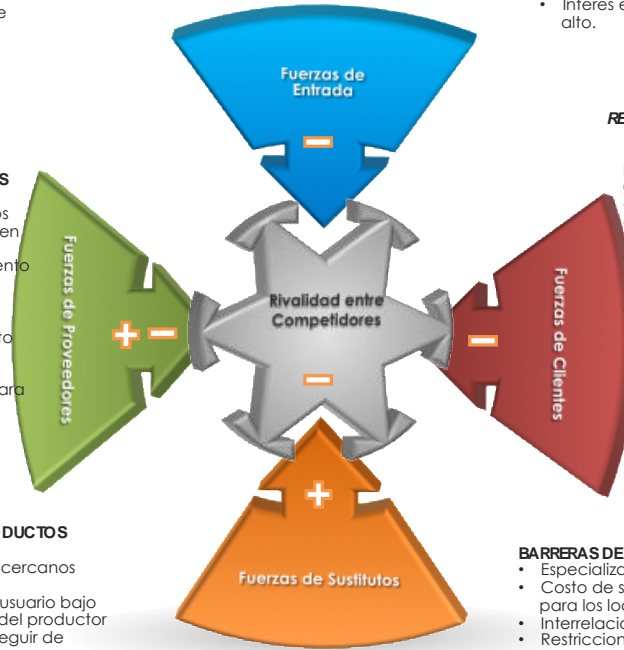 e
• Interés e
alto.
Fuerzas de
Entrada
RE
S
os
en
ento
to
ara
Fuerzas de Proveedores
+ −
−
Rivalidad entre
Competidores
−
Fuerzas de Clientes
−
+
Fuerzas de Sustitutos
DUCTOS
cercanos
usuario bajo
del productor
eguir de
BARRERAS DE
• Especializa
• Costo de s
para los loc
• Interrelació
• Restriccion